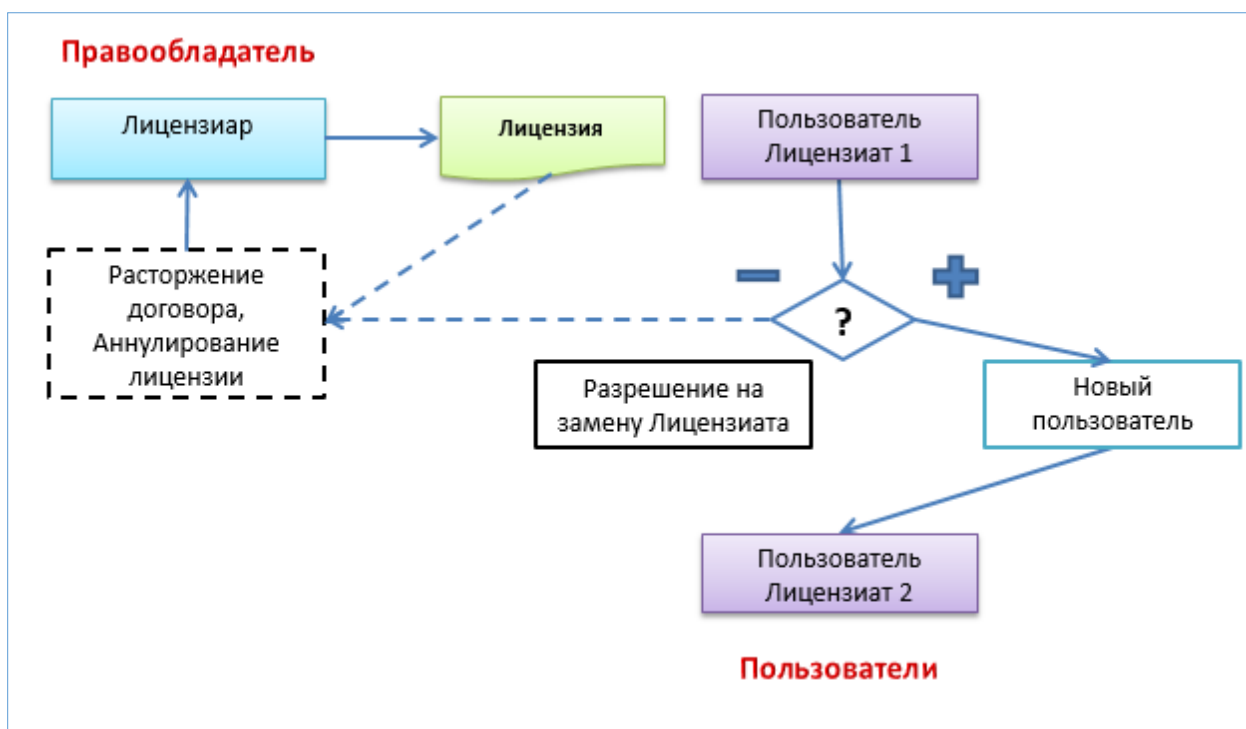 Правообладатель
Лицензиар
Лицензия
Пользователь
Лицензиат 1
Расторжение
договора,
Аннулирование
лицензии
?
Разрешение на
замену Лицензиата
Новый
пользователь
Пользователь
Лицензиат 2
Пользователи